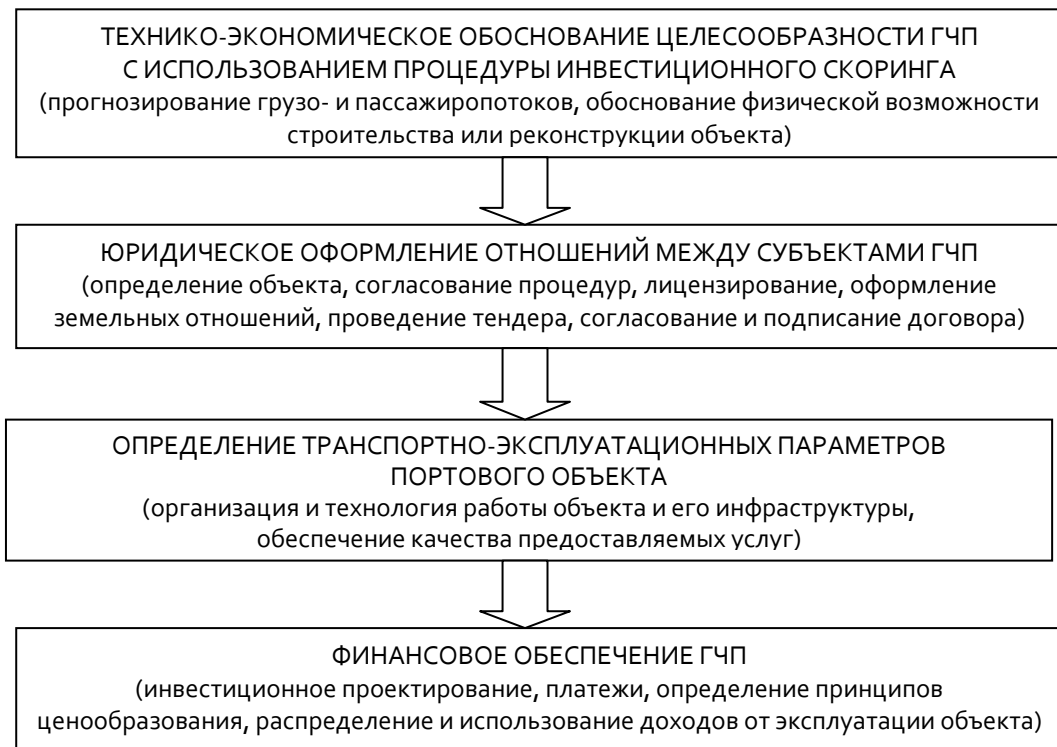 ТЕХНИКО-ЭКОНОМИЧЕСКОЕ ОБОСНОВАНИЕ ЦЕЛЕСООБРАЗНОСТИ ГЧП
С ИСПОЛЬЗОВАНИЕМ ПРОЦЕДУРЫ ИНВЕСТИЦИОННОГО СКОРИНГА
(прогнозирование грузо- и пассажиропотоков, обоснование физической возможности
строительства или реконструкции объекта)
ЮРИДИЧЕСКОЕ ОФОРМЛЕНИЕ ОТНОШЕНИЙ МЕЖДУ СУБЪЕКТАМИ ГЧП
(определение объекта, согласование процедур, лицензирование, оформление
земельных отношений, проведение тендера, согласование и подписание договора)
ОПРЕДЕЛЕНИЕ ТРАНСПОРТНО-ЭКСПЛУАТАЦИОННЫХ ПАРАМЕТРОВ
ПОРТОВОГО ОБЪЕКТА
(организация и технология работы объекта и его инфраструктуры,
обеспечение качества предоставляемых услуг)
ФИНАНСОВОЕ ОБЕСПЕЧЕНИЕ ГЧП
(инвестиционное проектирование, платежи, определение принципов
ценообразования, распределение и использование доходов от эксплуатации объекта)